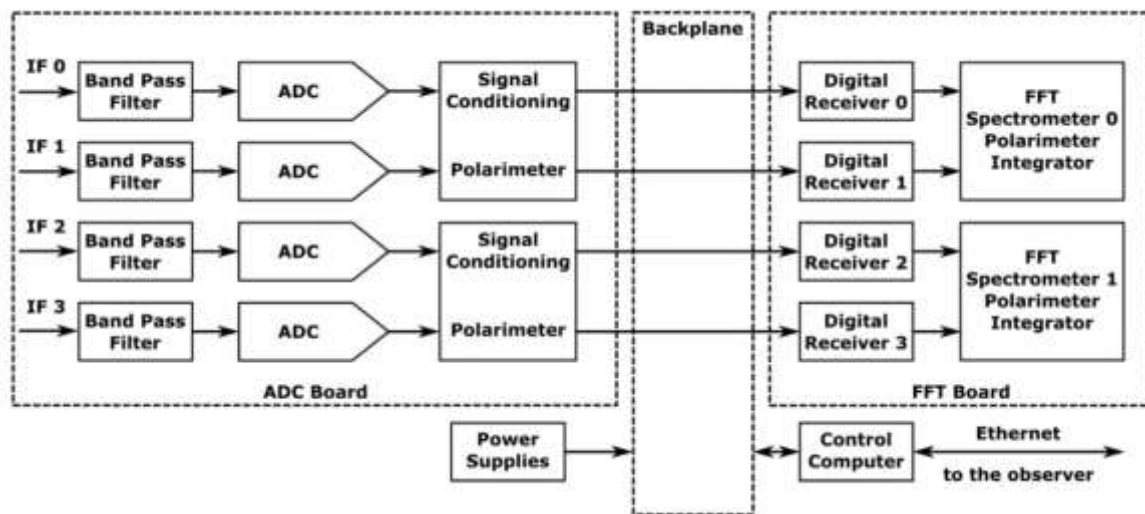 Backplane
IF 0
Band Pass
Filter
ADC
Signal
Conditioning
Digital
Receiver 0
FFT
Spectrometer 0
Polarimeter
Integrator
IF 1
Band Pass
Filter
ADC
Polarimeter
Digital
Receiver 1
IF 2
Band Pass
Filter
ADC
Signal
Conditioning
Digital
Receiver 2
FFT
Spectrometer 1
Polarimeter
Integrator
IF 3
Band Pass
Filter
ADC
Polarimeter
Digital
Receiver 3
ADC Board
FFT Board
Power
Supplies
Control
Computer
Ethernet
to the observer